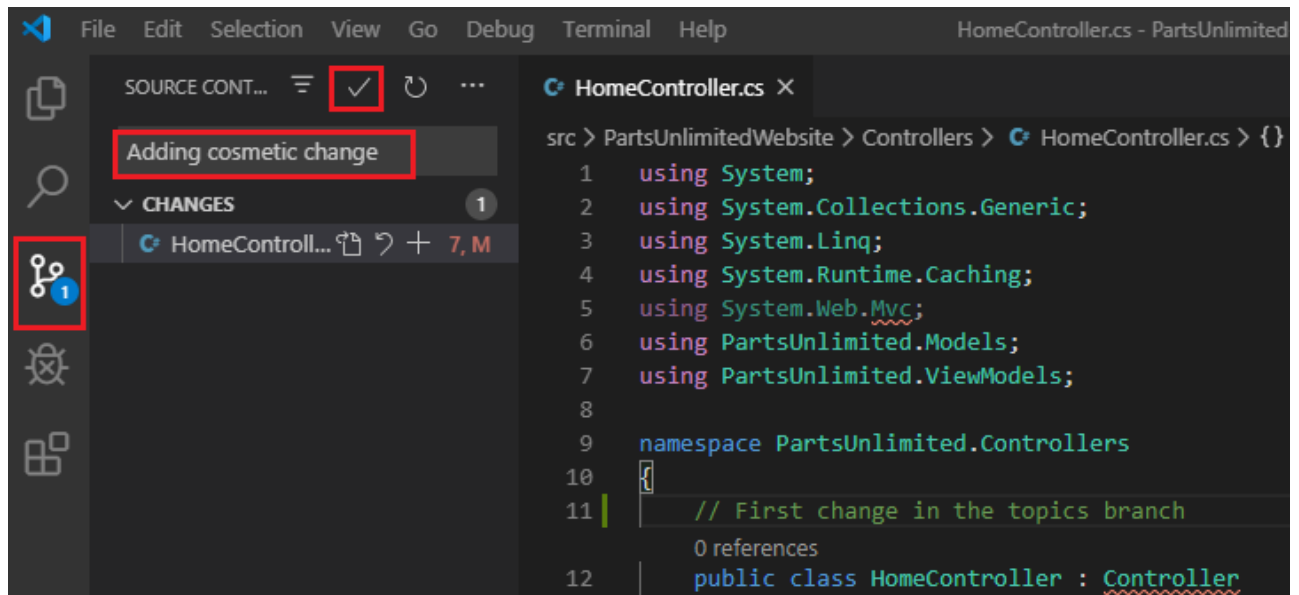 File Edit Selection View Go Debug Terminal Help HomeController.cs - PartsUnlimited
SOURCE CONT...
Adding cosmetic change
CHANGES 1
HomeControll... 7, M
1
HomeController.cs
src > PartsUnlimitedWebsite > Controllers > HomeController.cs > {}
1 using System;
2 using System.Collections.Generic;
3 using System.Linq;
4 using System.Runtime.Caching;
5 using System.Web.Mvc;
6 using PartsUnlimited.Models;
7 using PartsUnlimited.ViewModels;
8
9 namespace PartsUnlimited.Controllers
10 {
11 // First change in the topics branch
0 references
12 public class HomeController : Controller